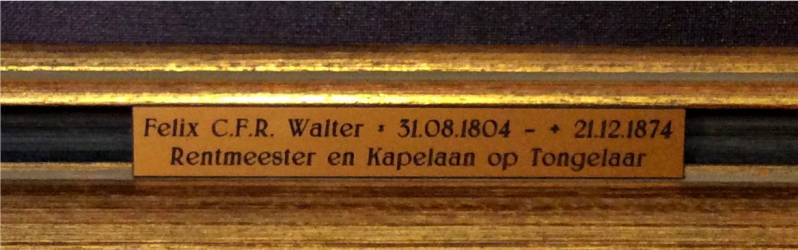 Felix C.F.R. Walter * 31.08.1804 - + 21.12.1874
Rentmeester en Kapelaan op Tongelaar